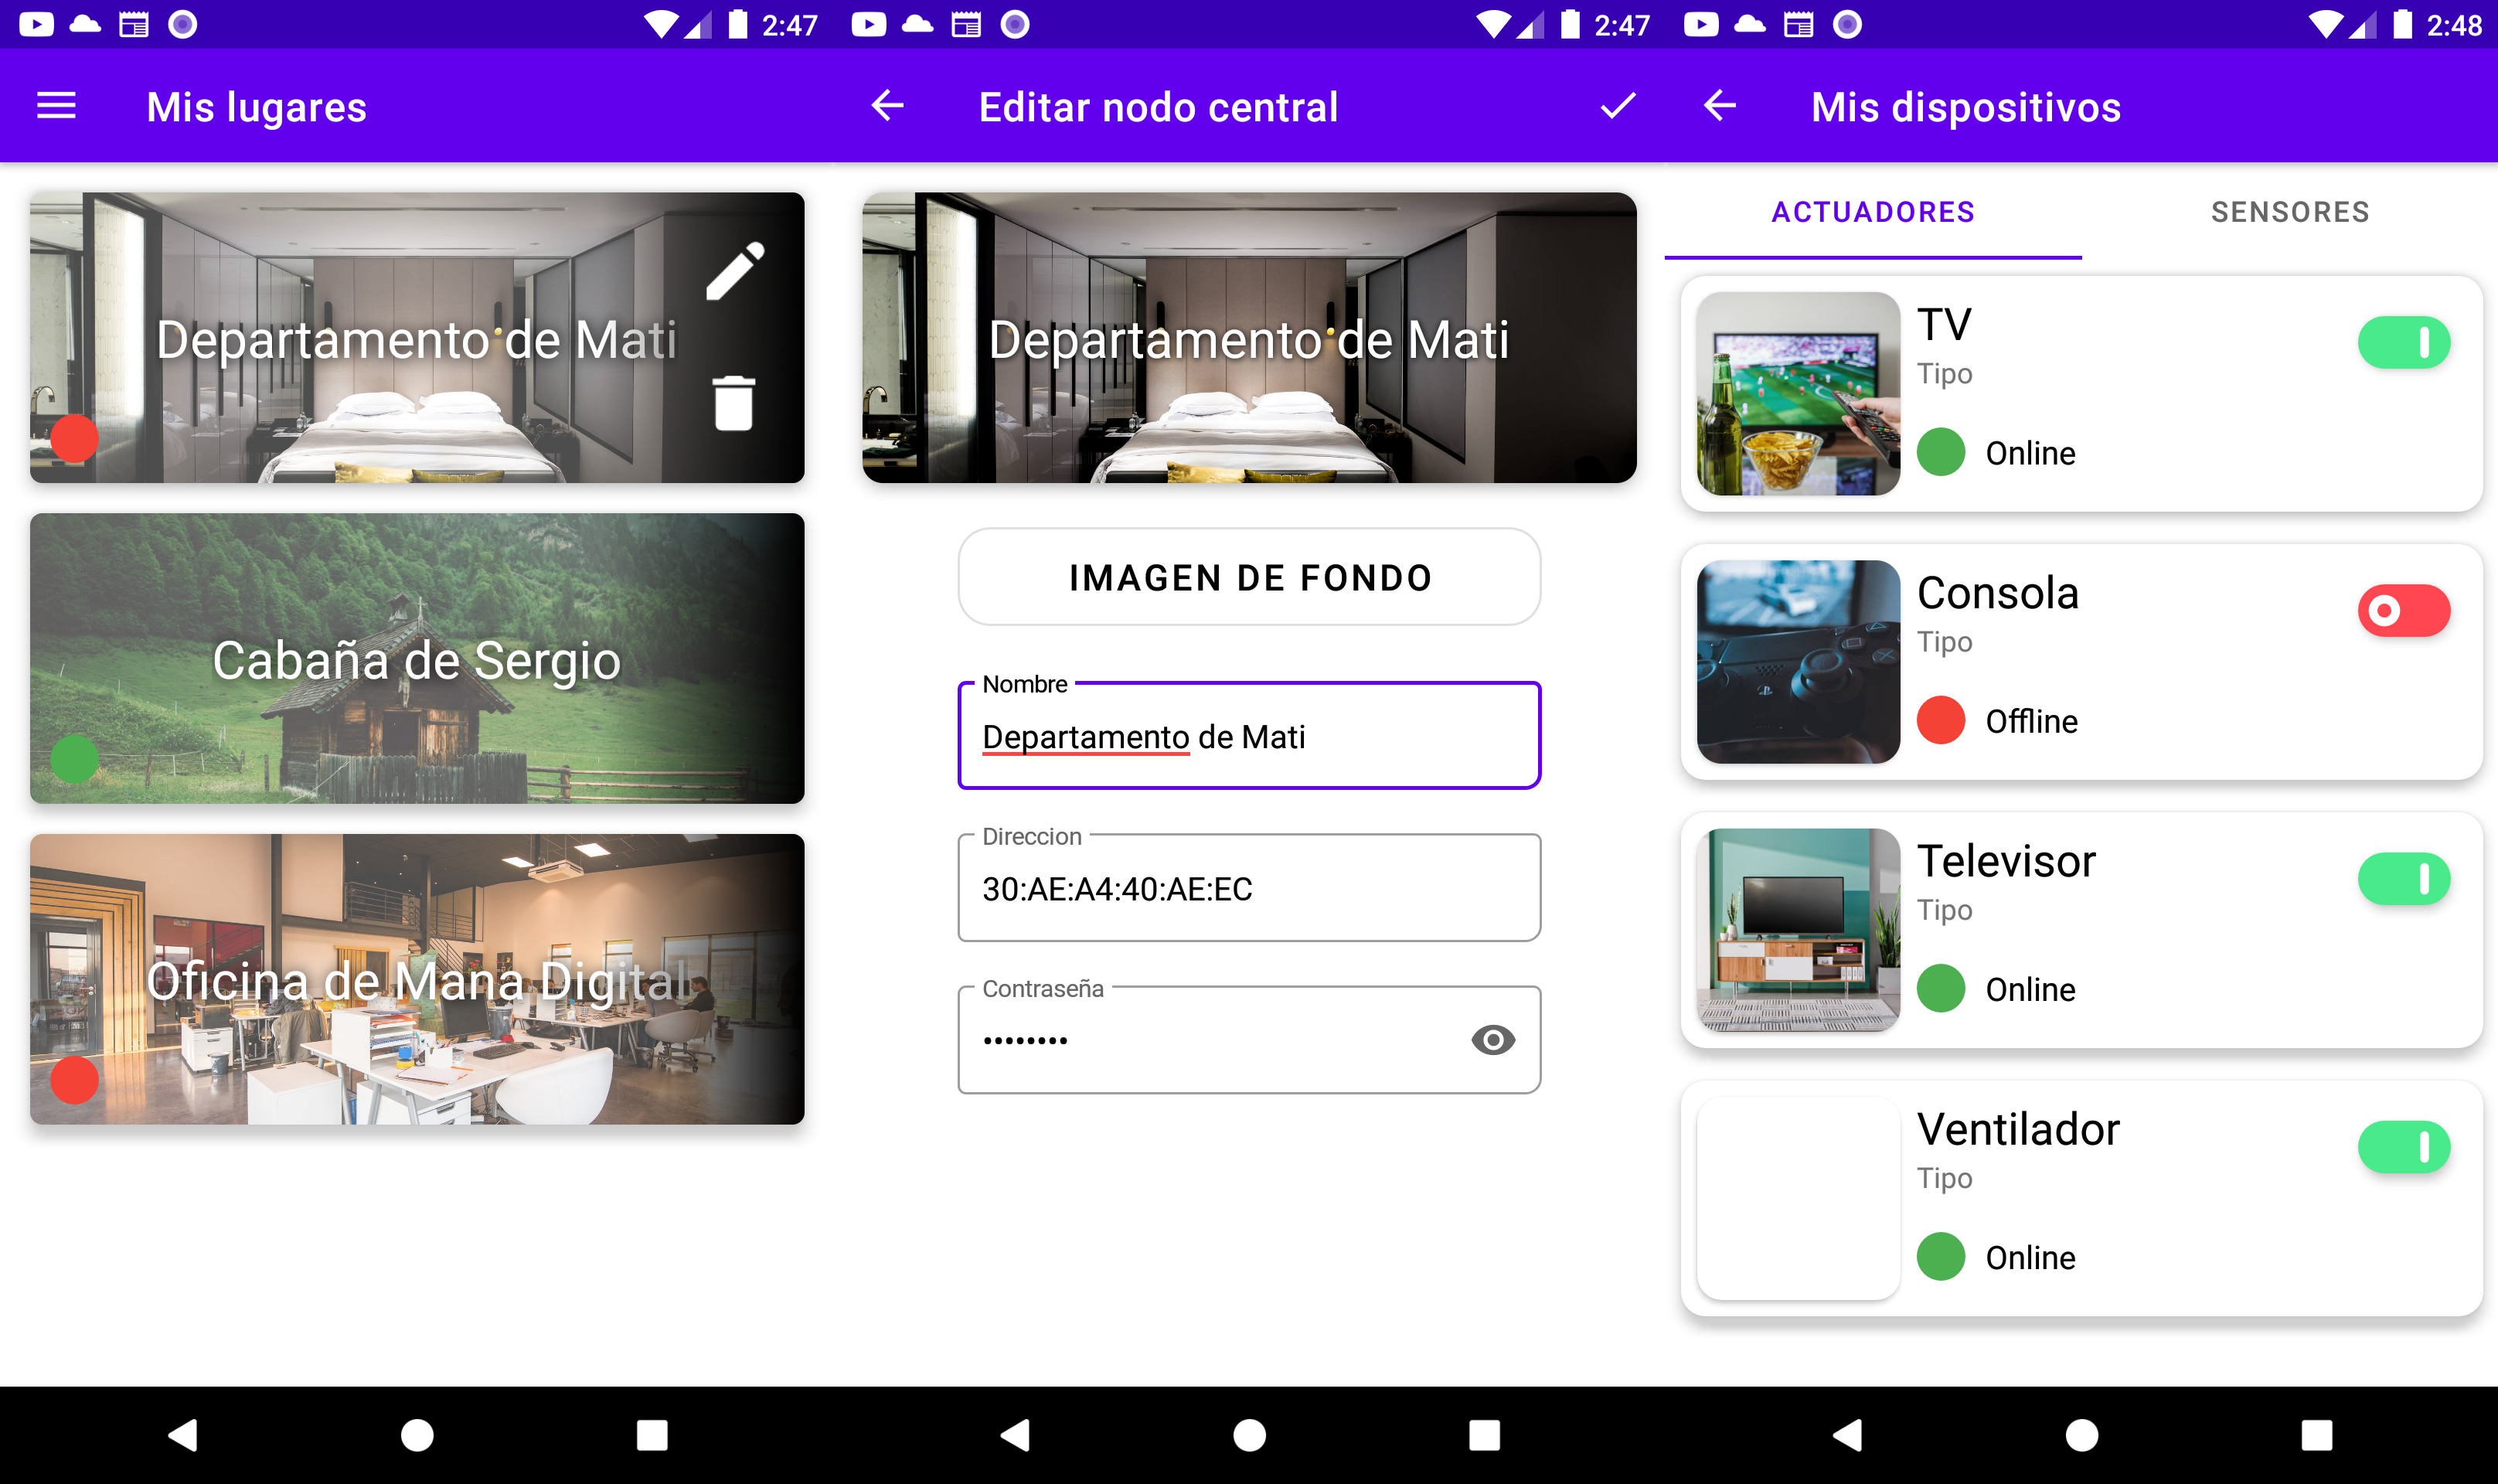 2:47
Mis lugares
Departamento de Mati
Cabaña de Sergio
Oficina de Mana Digital
2:47
Editar nodo central
Departamento de Mati
IMAGEN DE FONDO
Nombre
Departamento de Mati
Direccion
30:AE:A4:40:AE:EC
Contraseña
••••••••
2:48
Mis dispositivos
ACTUADORES
SENSORES
TV
Tipo
Online
Consola
Tipo
Offline
Televisor
Tipo
Online
Ventilador
Tipo
Online